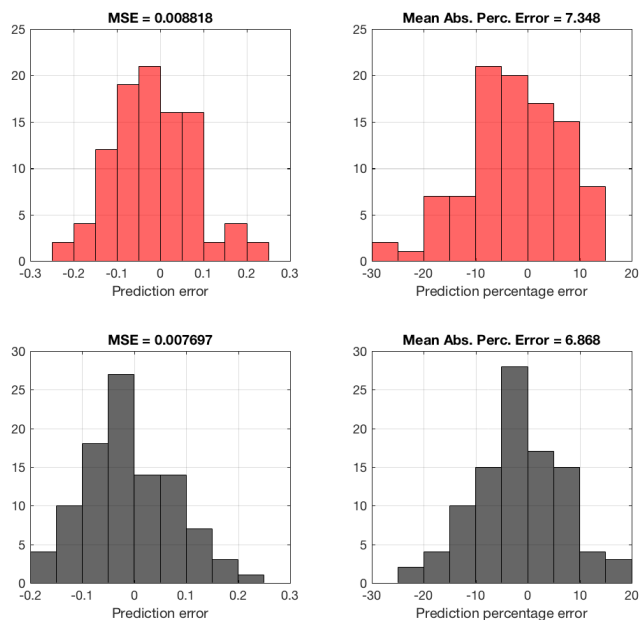 MSE = 0.008818
25
20
15
10
5
0
-0.3 -0.2 -0.1 0 0.1 0.2 0.3
Prediction error
Mean Abs. Perc. Error = 7.348
25
20
15
10
5
0
-30 -20 -10 0 10 20
Prediction percentage error
MSE = 0.007697
30
25
20
15
10
5
0
-0.2 -0.1 0 0.1 0.2 0.3
Prediction error
Mean Abs. Perc. Error = 6.868
30
25
20
15
10
5
0
-30 -20 -10 0 10 20
Prediction percentage error